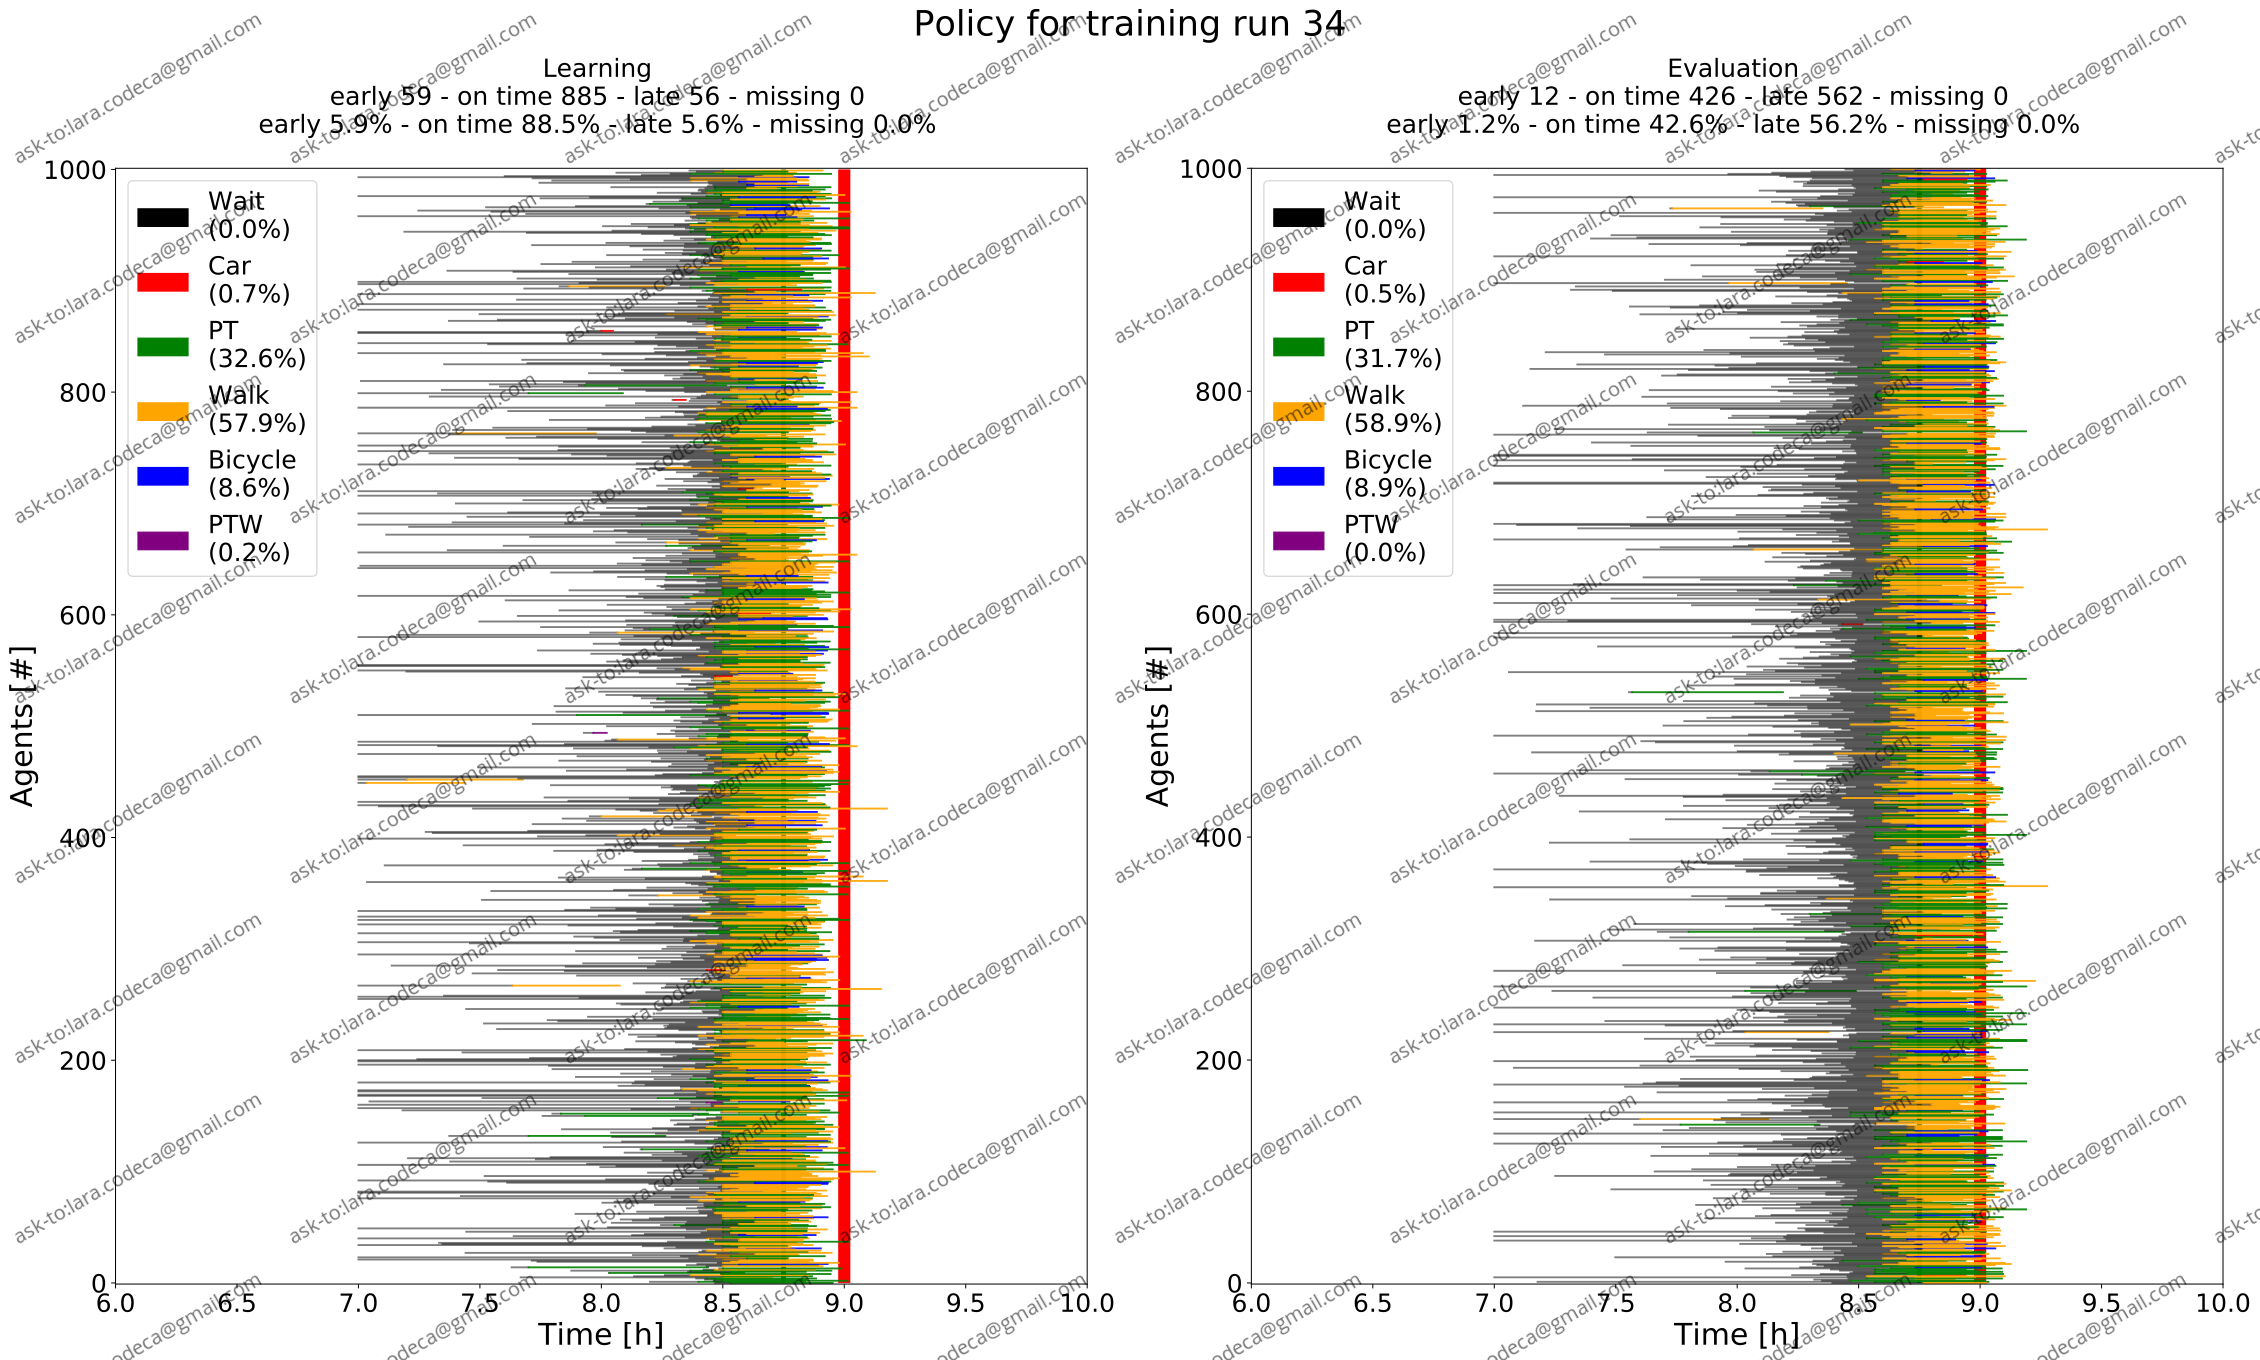 Policy for training run 34
Learning
early 59 - on time 885 - late 56 - missing 0
early 5.9% - on time 88.5% - late 5.6% - missing 0.0%
Evaluation
early 12 - on time 426 - late 562 - missing 0
early 1.2% - on time 42.6% - late 56.2% - missing 0.0%
Agents [#]
1000
800
600
400
200
0
Wait
(0.0%)
Car
(0.7%)
PT
(32.6%)
Walk
(57.9%)
Bicycle
(8.6%)
PTW
(0.2%)
6.0 6.5 7.0 7.5 8.0 8.5 9.0 9.5 10.0
Time [h]
Agents [#]
1000
800
600
400
200
0
Wait
(0.0%)
Car
(0.5%)
PT
(31.7%)
Walk
(58.9%)
Bicycle
(8.9%)
PTW
(0.0%)
6.0 6.5 7.0 7.5 8.0 8.5 9.0 9.5 10.0
Time [h]
ask-to:lara.codeca@gmail.com